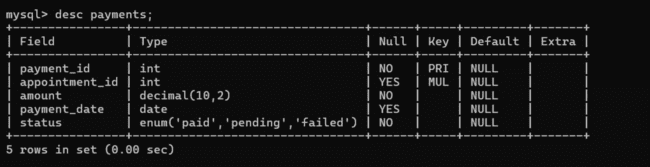 mysql> desc payments;
+----------------+---------------------------------+------+-----+---------+-------+
| Field          | Type                            | Null | Key | Default | Extra |
+----------------+---------------------------------+------+-----+---------+-------+
| payment_id     | int                             | NO   | PRI | NULL    |       |
| appointment_id | int                             | YES  | MUL | NULL    |       |
| amount         | decimal(10,2)                   | NO   |     | NULL    |       |
| payment_date   | date                            | YES  |     | NULL    |       |
| status         | enum('paid','pending','failed') | NO   |     | NULL    |       |
+----------------+---------------------------------+------+-----+---------+-------+
5 rows in set (0.00 sec)